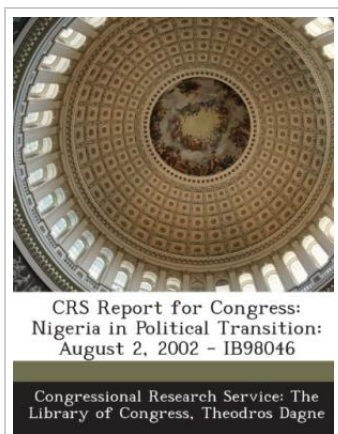 CRS Report for Congress:
Nigeria in Political Transition:
August 2, 2002 - IB98046
Congressional Research Service: The
Library of Congress, Theodros Dagne